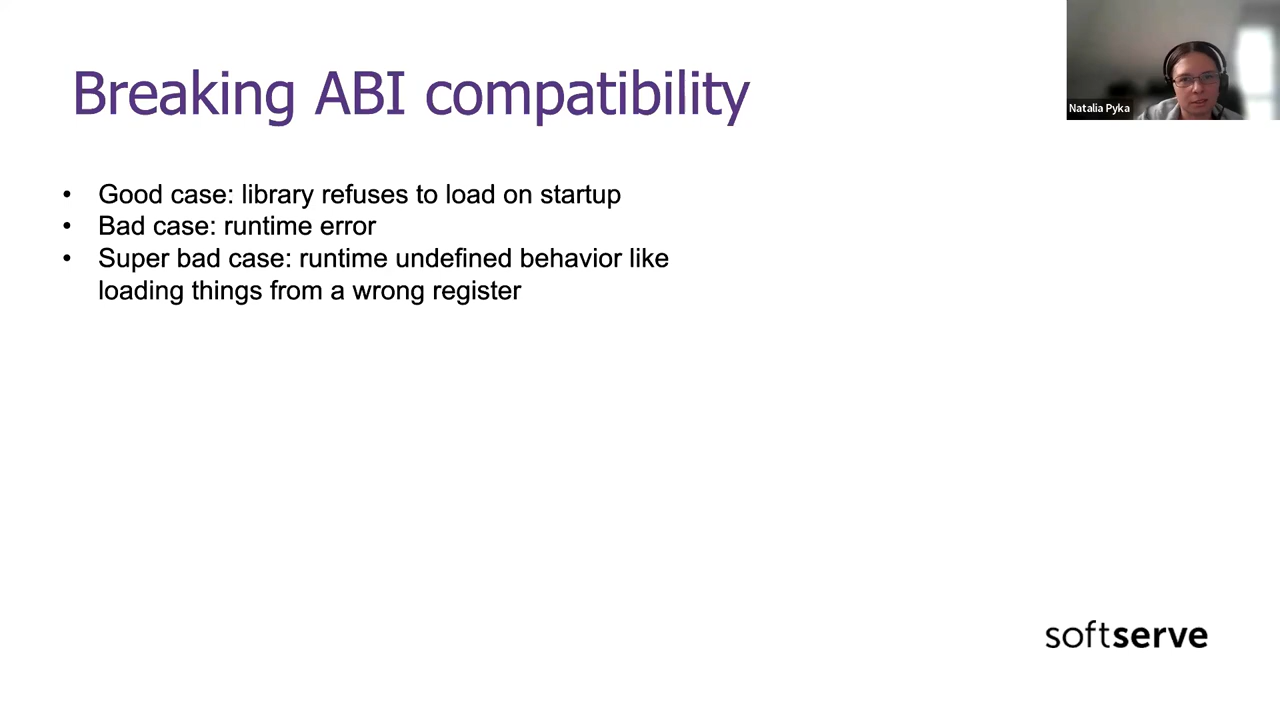 Breaking ABI compatibility
Natalia Pyka
• Good case: library refuses to load on startup
• Bad case: runtime error
• Super bad case: runtime undefined behavior like
loading things from a wrong register
softserve